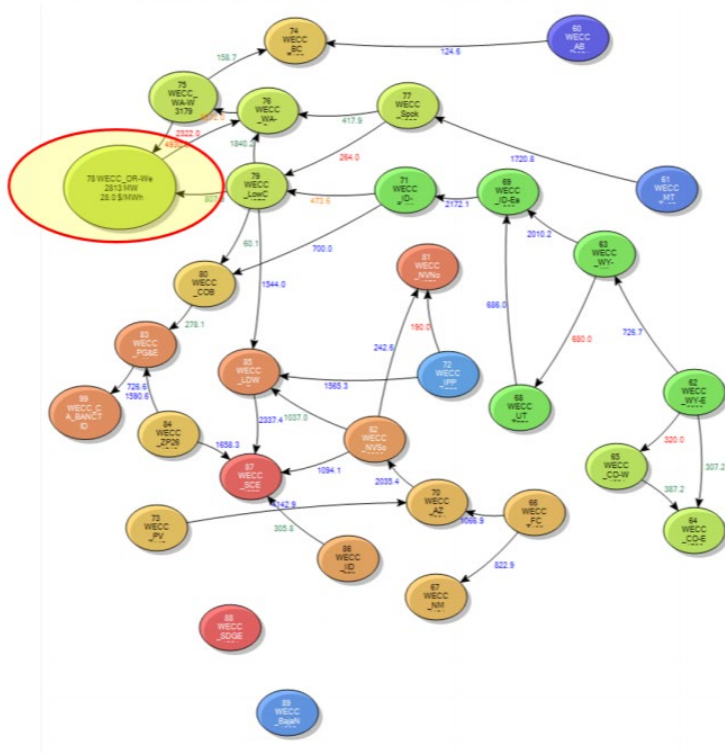 74
WECC
_BC
60
WECC
_AB
158.7
124.6
75
WECC_
WA-W
3179
76
WECC
_WA-
77
WECC
_Spok
417.9
2322.0
1840.2
264.0
1720.8
78 WECC_OR-We
2813 MW
28.0 $/MWh
79
WECC
_LowC
71
WECC
_ID-
69
WECC
_ID-Ea
61
WECC
_MT
473.6
2172.1
2010.2
60.1
700.0
63
WECC
_WY-
80
WECC
_COB
81
WECC
_NVNo
1344.0
686.0
680.0
726.7
278.1
242.6
190.0
83
WECC
_PG&E
85
WECC
_LDW
72
WECC
_IPP
68
WECC
_UT
62
WECC
WY-E
1565.3
726.6
1590.6
89
WECC_C
A_BANCT
ID
84
WECC
_ZP26
2337.4
1037.0
82
WECC
_NVSo
320.0
307.2
65
WECC
_CO-W
1658.3
1094.1
87
WECC
_SCE
2035.4
387.2
70
WECC
_AZ
66
WECC
_FC
64
WECC
_CO-E
73
WECC
_PV
305.8
86
WECC
_IID
822.9
67
WECC
_NM
88
WECC
_SDGE
89
WECC
_BajaN